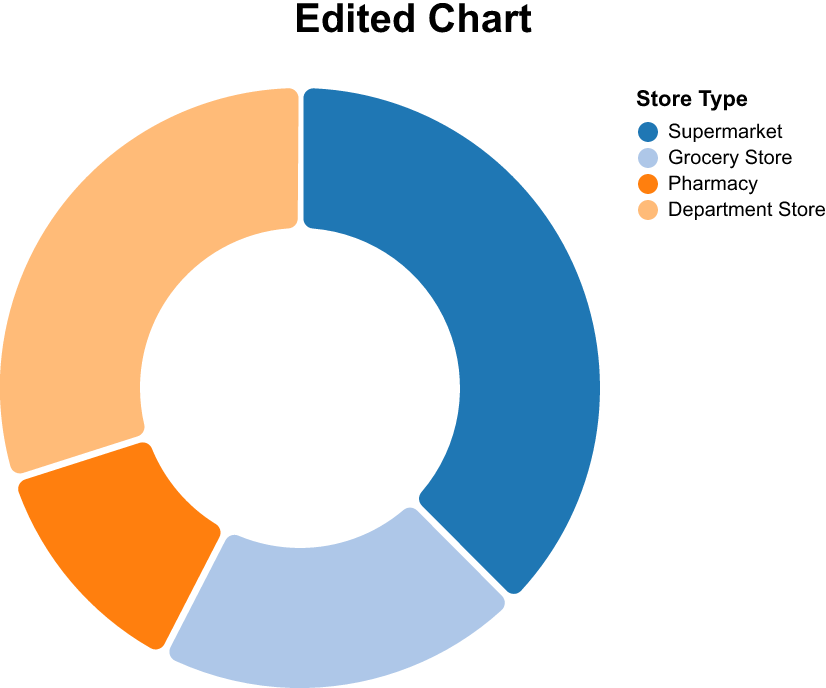 Edited Chart
Store Type
Supermarket
Grocery Store
Pharmacy
Department Store